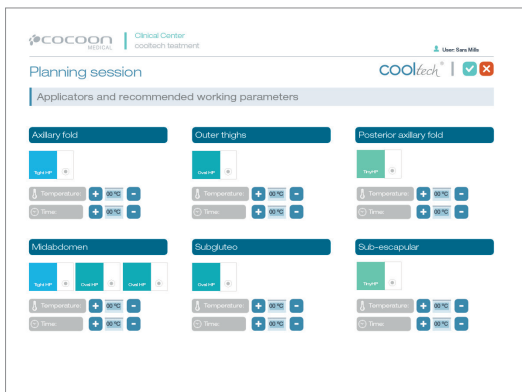 cocoon
MEDICAL
Clinical Center
cooltech teatment
User: Sara Mills
Planning session
COOltech®
Applicators and recommended working parameters
Axillary fold
Outer thighs
Posterior axillary fold
Tight HP
Oval HP
Tiny HP
Temperature: + 00 ºC -
Temperature: + 00 ºC -
Temperature: + 00 ºC -
Time: + 00 ºC -
Time: + 00 ºC -
Time: + 00 ºC -
Midabdomen
Subgluteo
Sub-escapular
Tight HP
Oval HP
Oval HP
Oval HP
Tiny HP
Temperature: + 00 ºC -
Temperature: + 00 ºC -
Temperature: + 00 ºC -
Time: + 00 ºC -
Time: + 00 ºC -
Time: + 00 ºC -